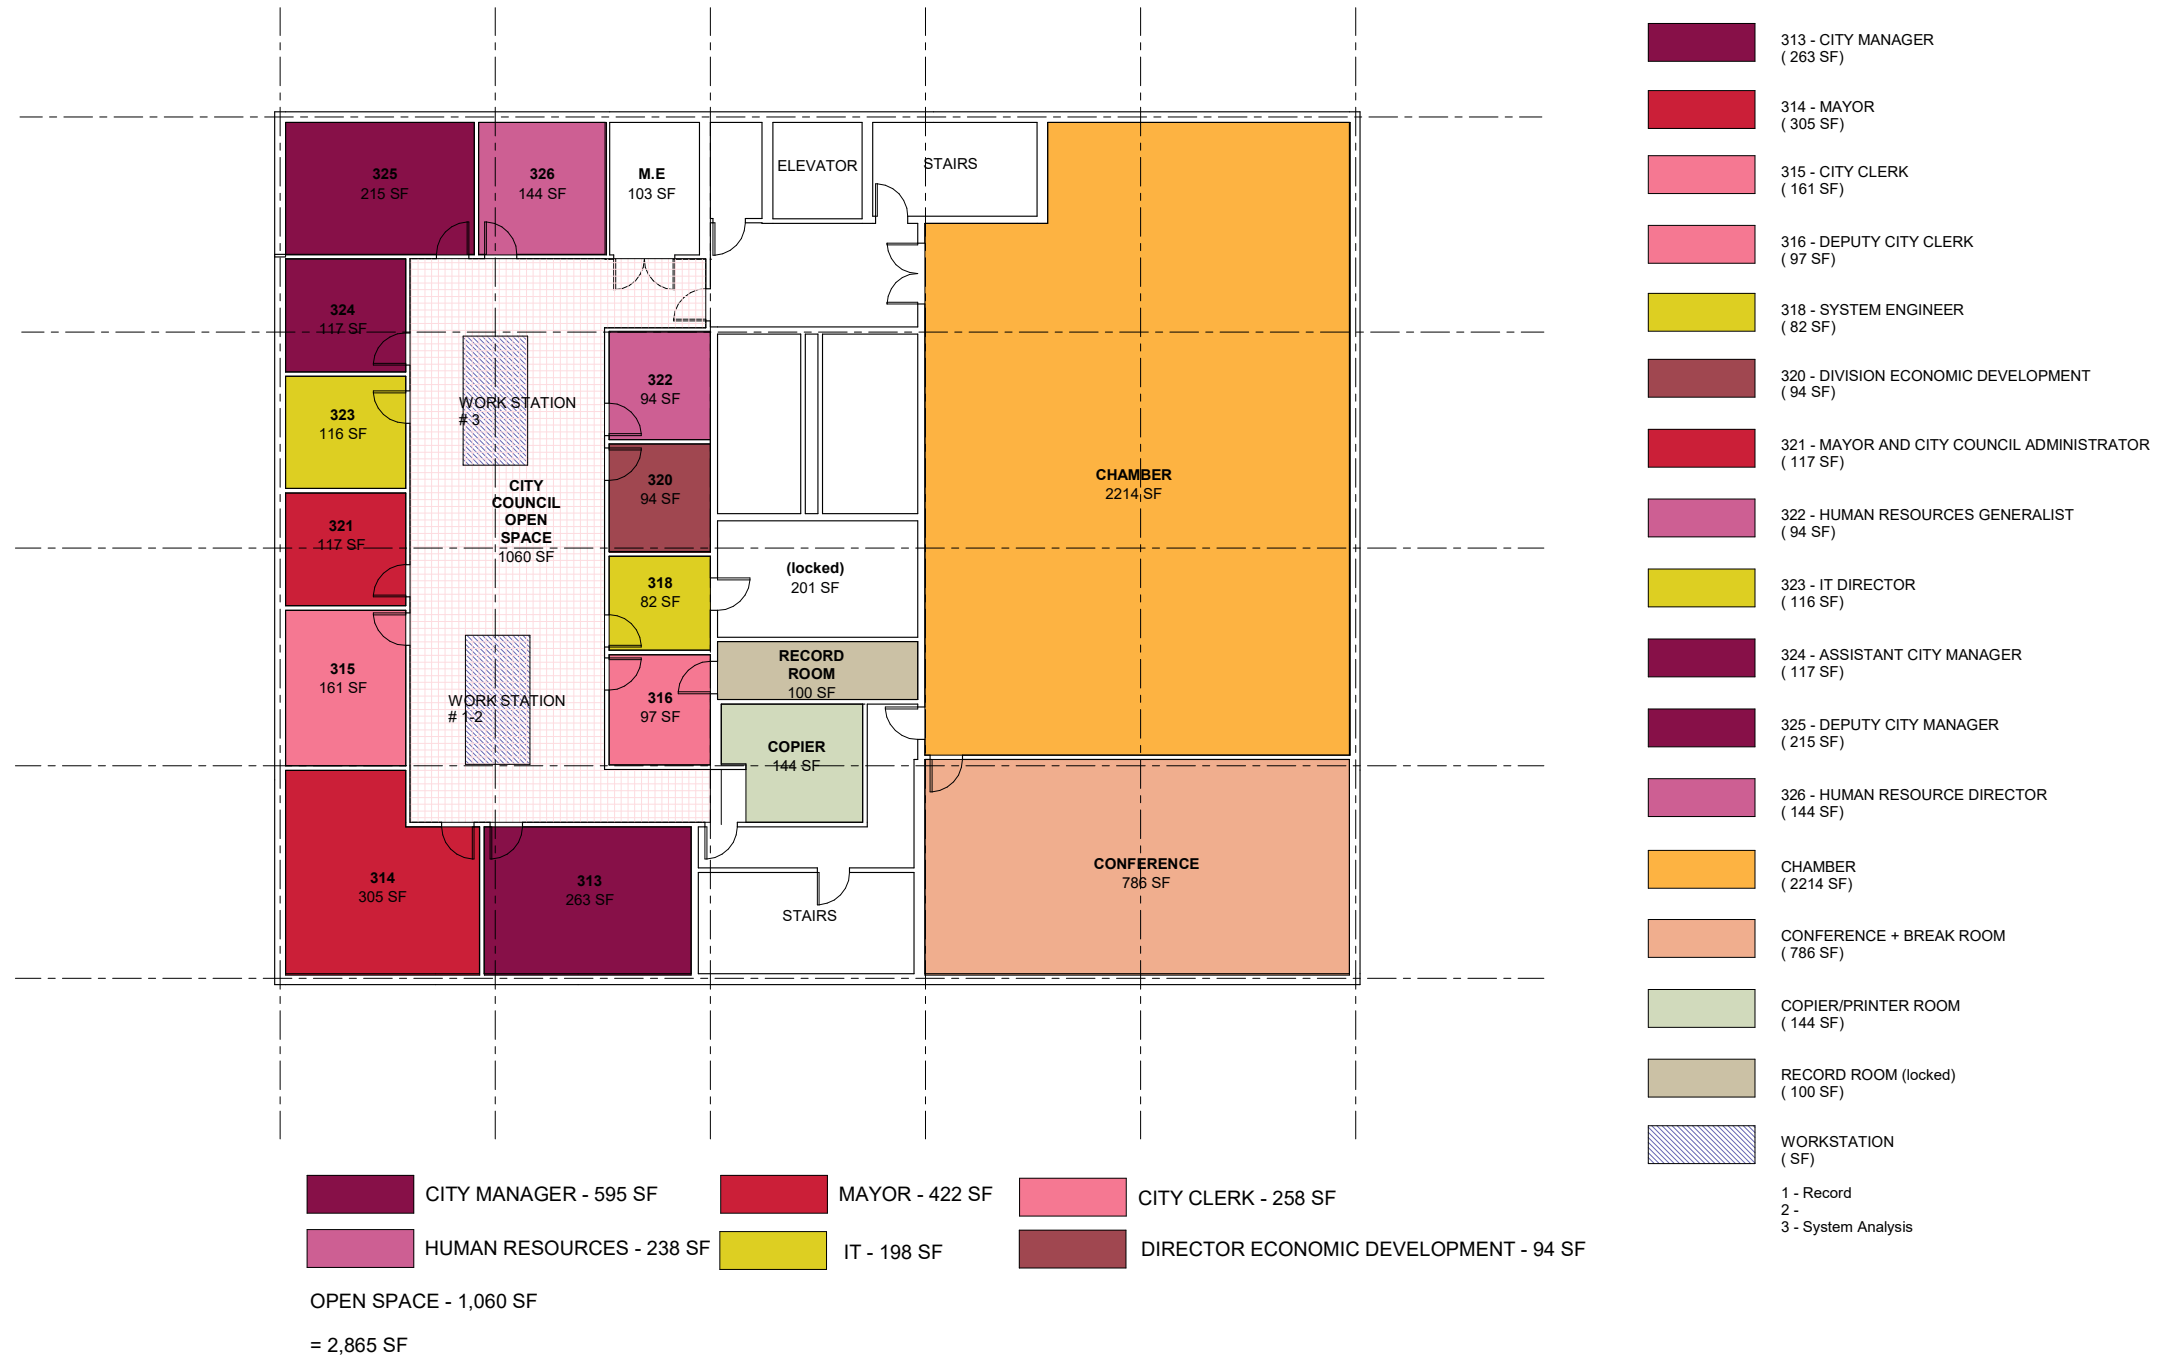 325
215 SF
326
144 SF
M.E
103 SF
ELEVATOR
STAIRS
324
117 SF
323
116 SF
321
117 SF
315
161 SF
314
305 SF
313
263 SF
WORK STATION
# 3
CITY
COUNCIL
OPEN
SPACE
1060 SF
WORK STATION
# 1-2
322
94 SF
320
94 SF
318
82 SF
316
97 SF
(locked)
201 SF
RECORD
ROOM
100 SF
COPIER
144 SF
STAIRS
CHAMBER
2214 SF
CONFERENCE
786 SF
313 - CITY MANAGER
( 263 SF)
314 - MAYOR
( 305 SF)
315 - CITY CLERK
( 161 SF)
316 - DEPUTY CITY CLERK
( 97 SF)
318 - SYSTEM ENGINEER
( 82 SF)
320 - DIVISION ECONOMIC DEVELOPMENT
( 94 SF)
321 - MAYOR AND CITY COUNCIL ADMINISTRATOR
( 117 SF)
322 - HUMAN RESOURCES GENERALIST
( 94 SF)
323 - IT DIRECTOR
( 116 SF)
324 - ASSISTANT CITY MANAGER
( 117 SF)
325 - DEPUTY CITY MANAGER
( 215 SF)
326 - HUMAN RESOURCE DIRECTOR
( 144 SF)
CHAMBER
( 2214 SF)
CONFERENCE + BREAK ROOM
( 786 SF)
COPIER/PRINTER ROOM
( 144 SF)
RECORD ROOM (locked)
( 100 SF)
WORKSTATION
( SF)
1 - Record
2 -
3 - System Analysis
CITY MANAGER - 595 SF
MAYOR - 422 SF
CITY CLERK - 258 SF
HUMAN RESOURCES - 238 SF
IT - 198 SF
DIRECTOR ECONOMIC DEVELOPMENT - 94 SF
OPEN SPACE - 1,060 SF
= 2,865 SF